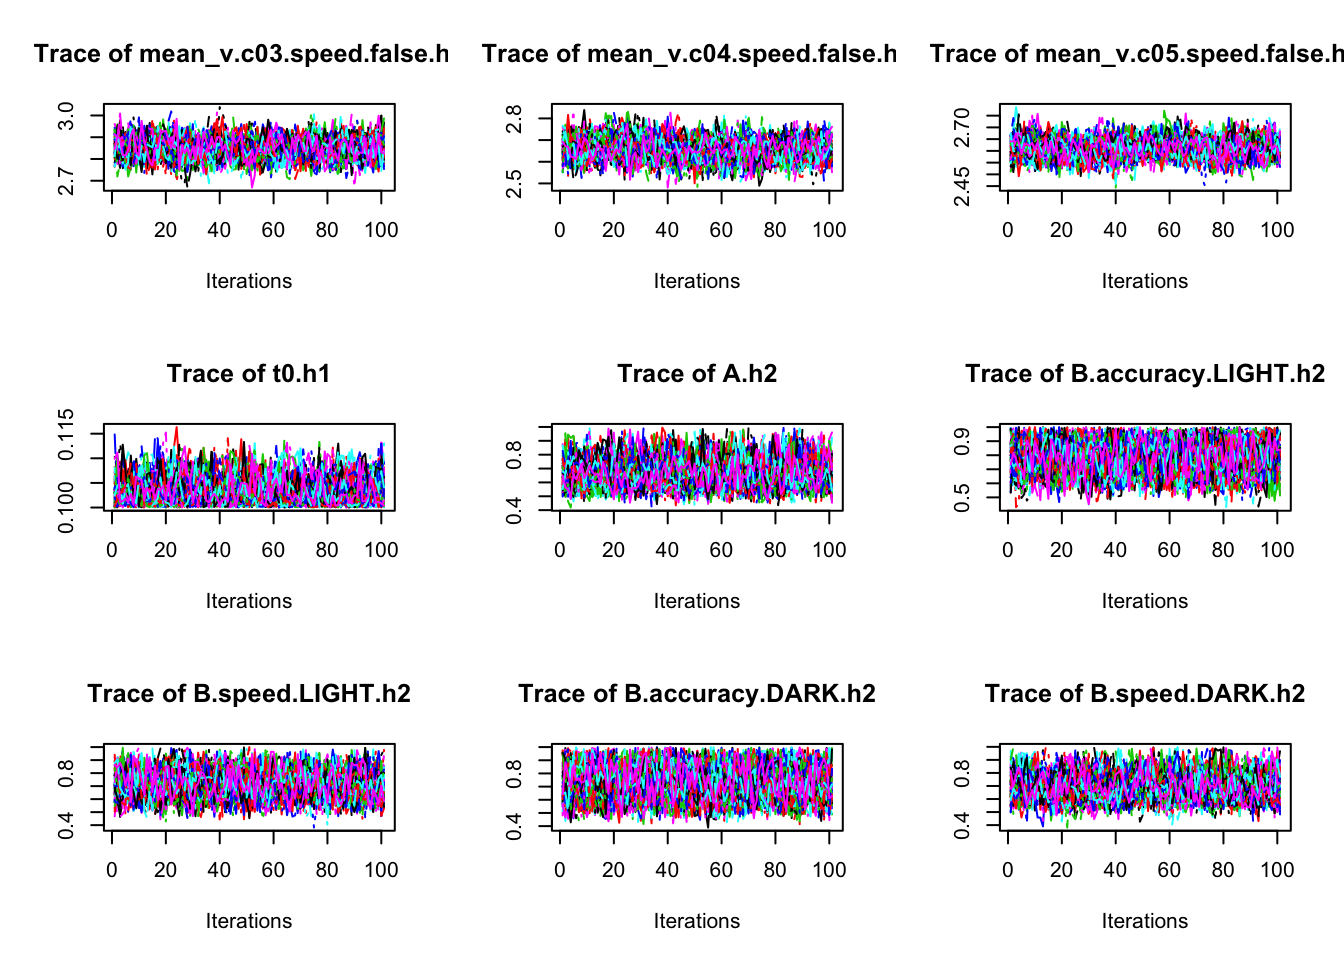 Trace of mean_v.c03.speed.false.h
3.0
2.7
0 20 40 60 80 100
Iterations
Trace of mean_v.c04.speed.false.h
2.8
2.5
0 20 40 60 80 100
Iterations
Trace of mean_v.c05.speed.false.h
2.70
2.45
0 20 40 60 80 100
Iterations
Trace of t0.h1
0.115
0.100
0 20 40 60 80 100
Iterations
Trace of A.h2
0.8
0.4
0 20 40 60 80 100
Iterations
Trace of B.accuracy.LIGHT.h2
0.9
0.5
0 20 40 60 80 100
Iterations
Trace of B.speed.LIGHT.h2
0.8
0.4
0 20 40 60 80 100
Iterations
Trace of B.accuracy.DARK.h2
0.8
0.4
0 20 40 60 80 100
Iterations
Trace of B.speed.DARK.h2
0.8
0.4
0 20 40 60 80 100
Iterations